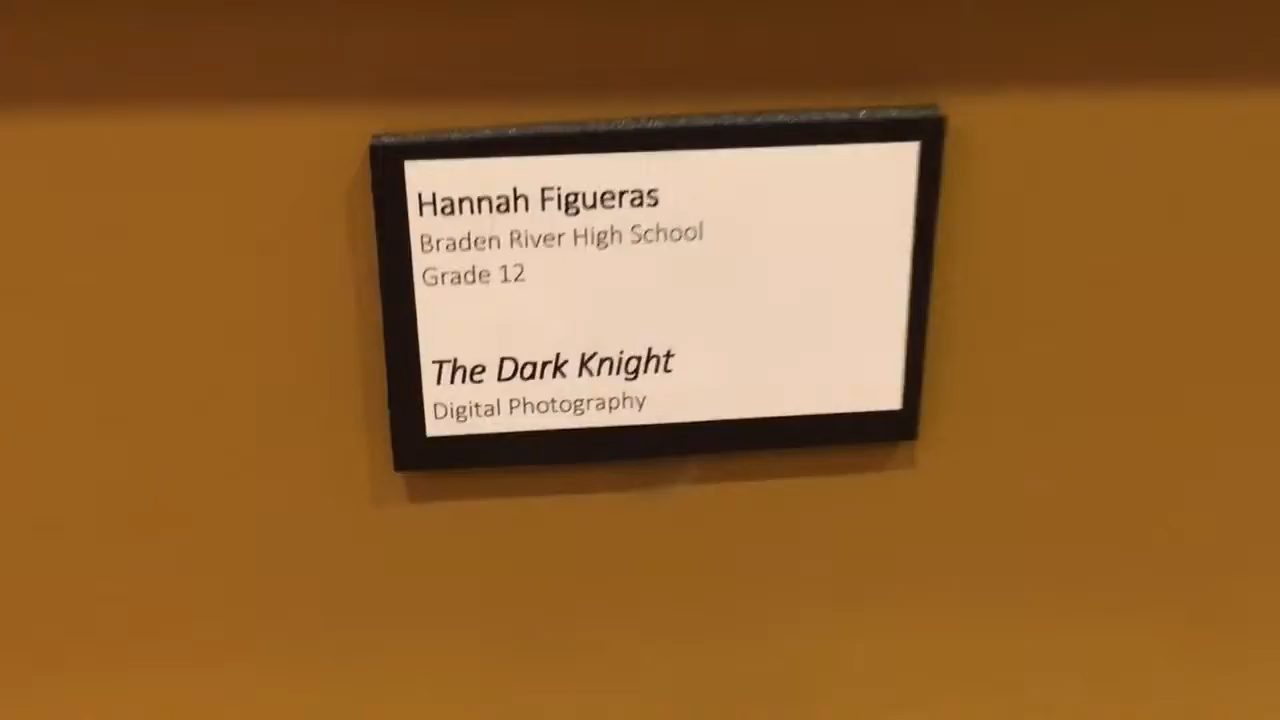 Hannah Figueras
Braden River High School
Grade 12
The Dark Knight
Digital Photography